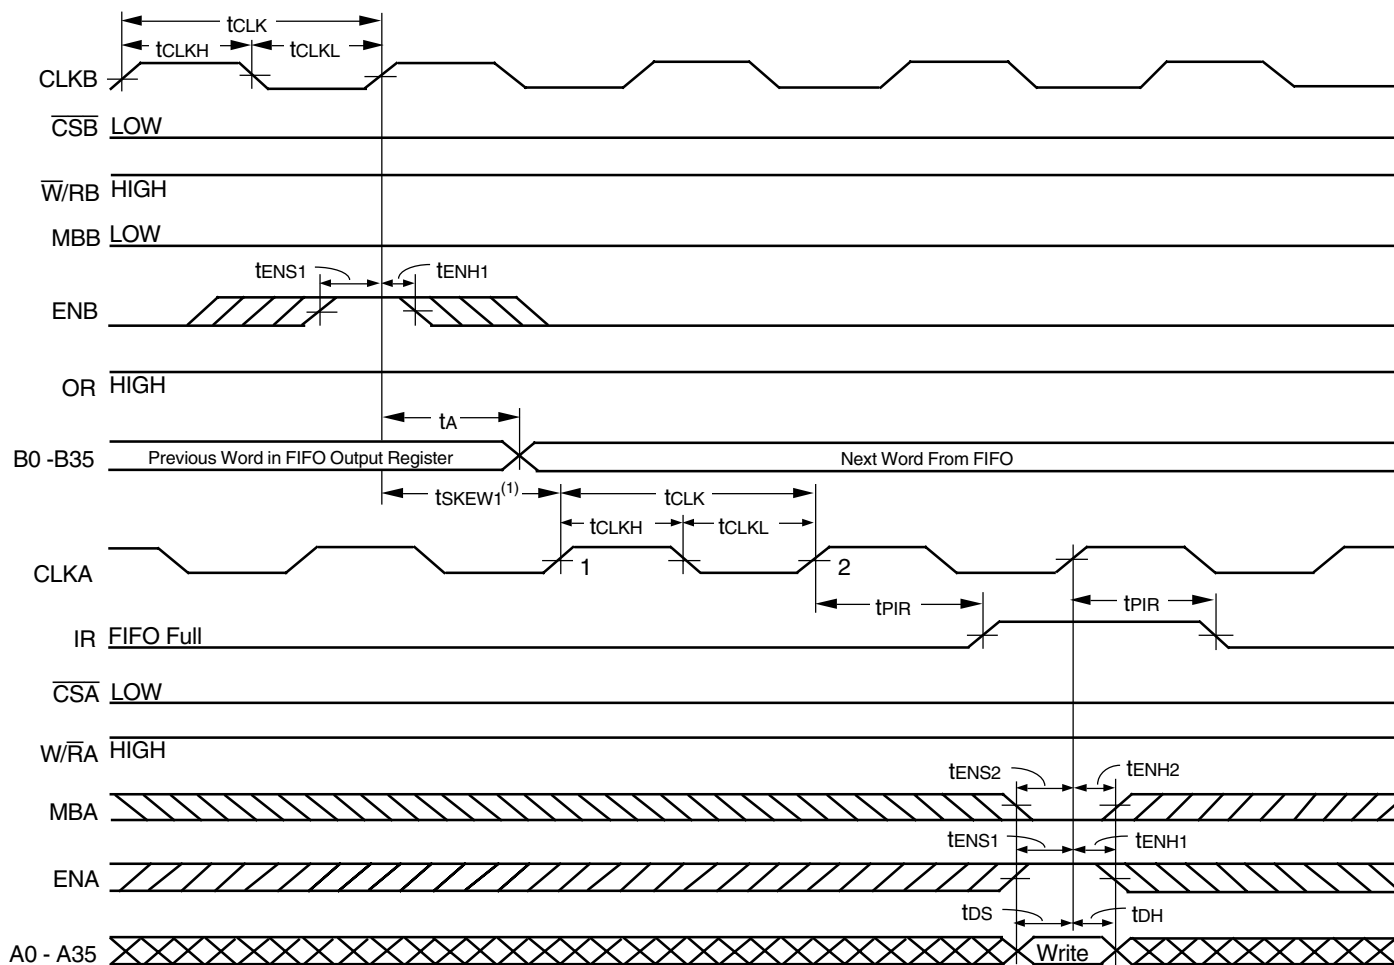 tCLK
tCLKH tCLKL
CLKB
CSB LOW
W/RB HIGH
MBB LOW
tENS1 tENH1
ENB
OR HIGH
tA
B0 -B35 Previous Word in FIFO Output Register Next Word From FIFO
tSKEW1(1) tCLK
tCLKH tCLKL
CLKA 1 2
tPIR tPIR
IR FIFO Full
CSA LOW
W/RA HIGH
tENS2 tENH2
MBA
tENS1 tENH1
ENA
tDS tDH
A0 - A35 Write